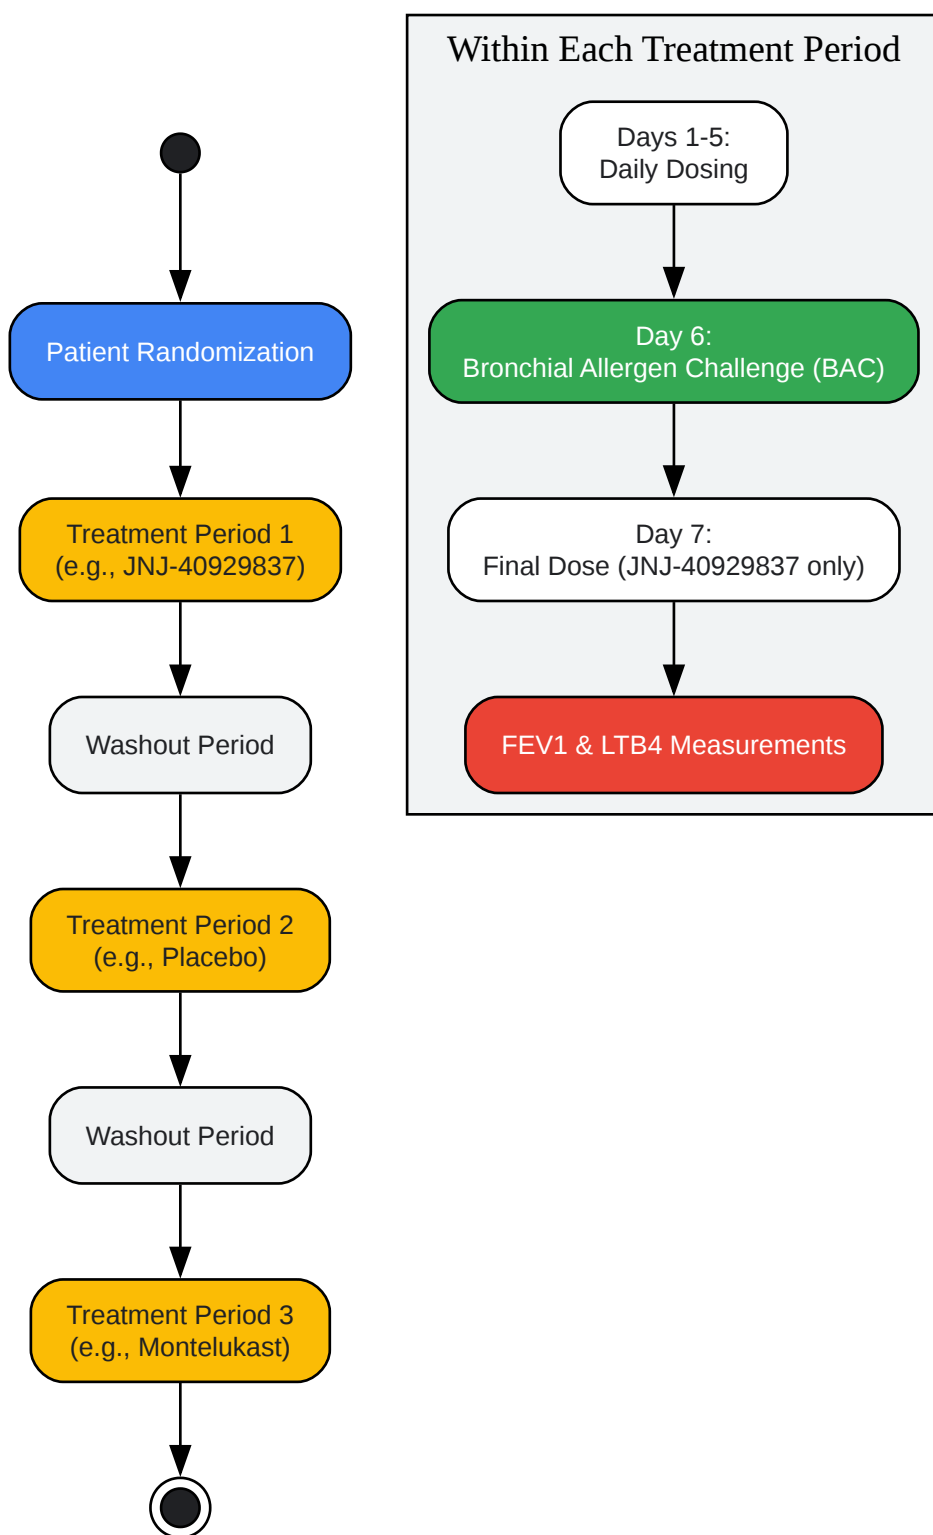 Patient Randomization
Treatment Period 1
(e.g., JNJ-40929837)
Washout Period
Treatment Period 2
(e.g., Placebo)
Washout Period
Treatment Period 3
(e.g., Montelukast)
Within Each Treatment Period
Days 1-5:
Daily Dosing
Day 6:
Bronchial Allergen Challenge (BAC)
Day 7:
Final Dose (JNJ-40929837 only)
FEV1 & LTB4 Measurements